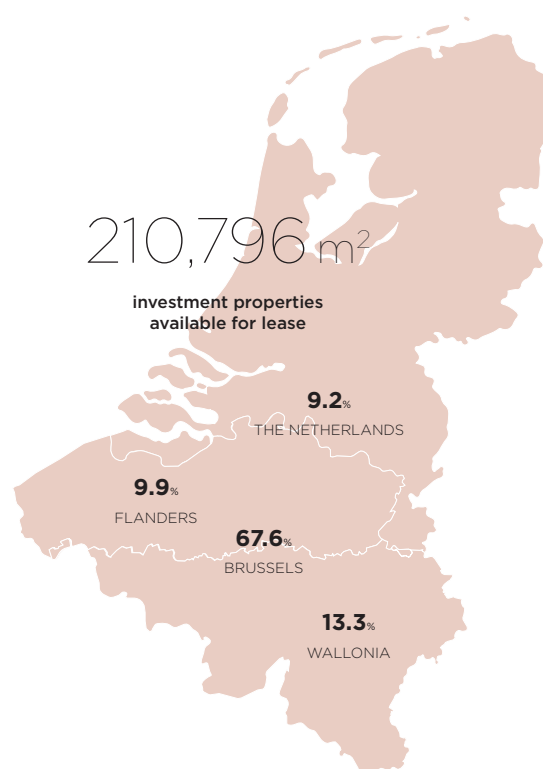 210,796 m²
investment properties
available for lease
9.2%
THE NETHERLANDS
9.9%
FLANDERS
67.6%
BRUSSELS
13.3%
WALLONIA